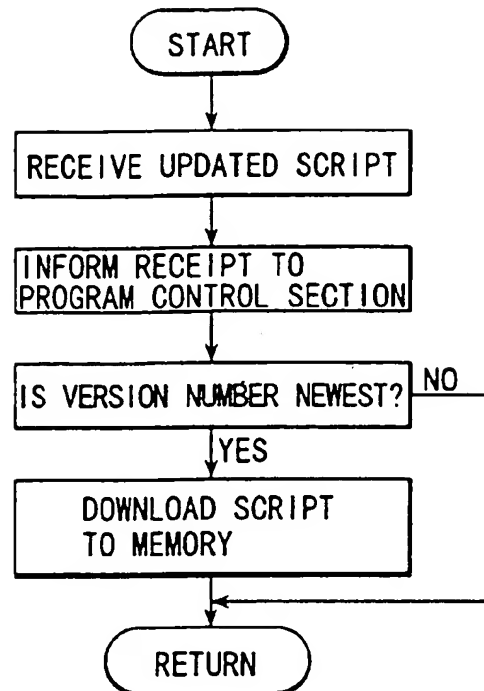 START
RECEIVE UPDATED SCRIPT
INFORM RECEIPT TO
PROGRAM CONTROL SECTION
IS VERSION NUMBER NEWEST?
NO
YES
DOWNLOAD SCRIPT
TO MEMORY
RETURN